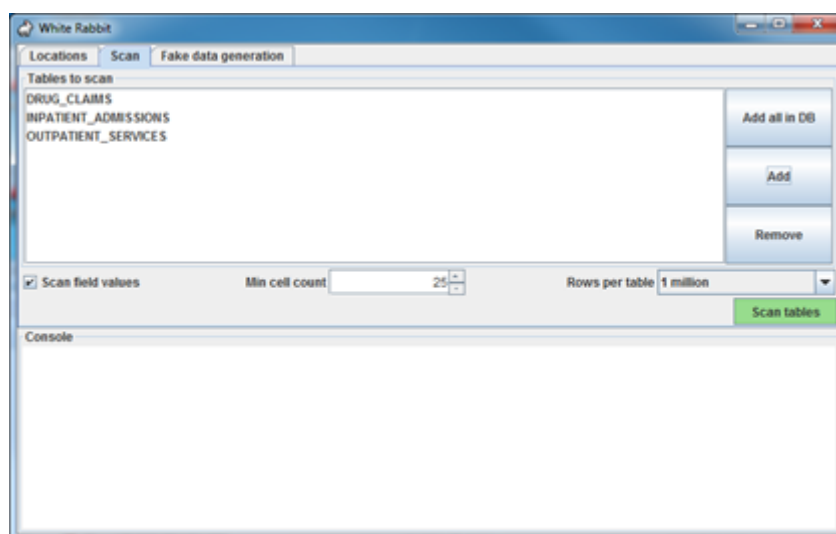 White Rabbit
Locations Scan Fake data generation
Tables to scan
DRUG_CLAIMS
INPATIENT_ADMISSIONS
OUTPATIENT_SERVICES
Add all in DB
Add
Remove
Scan field values Min cell count 25 Rows per table 1 million
Scan tables
Console